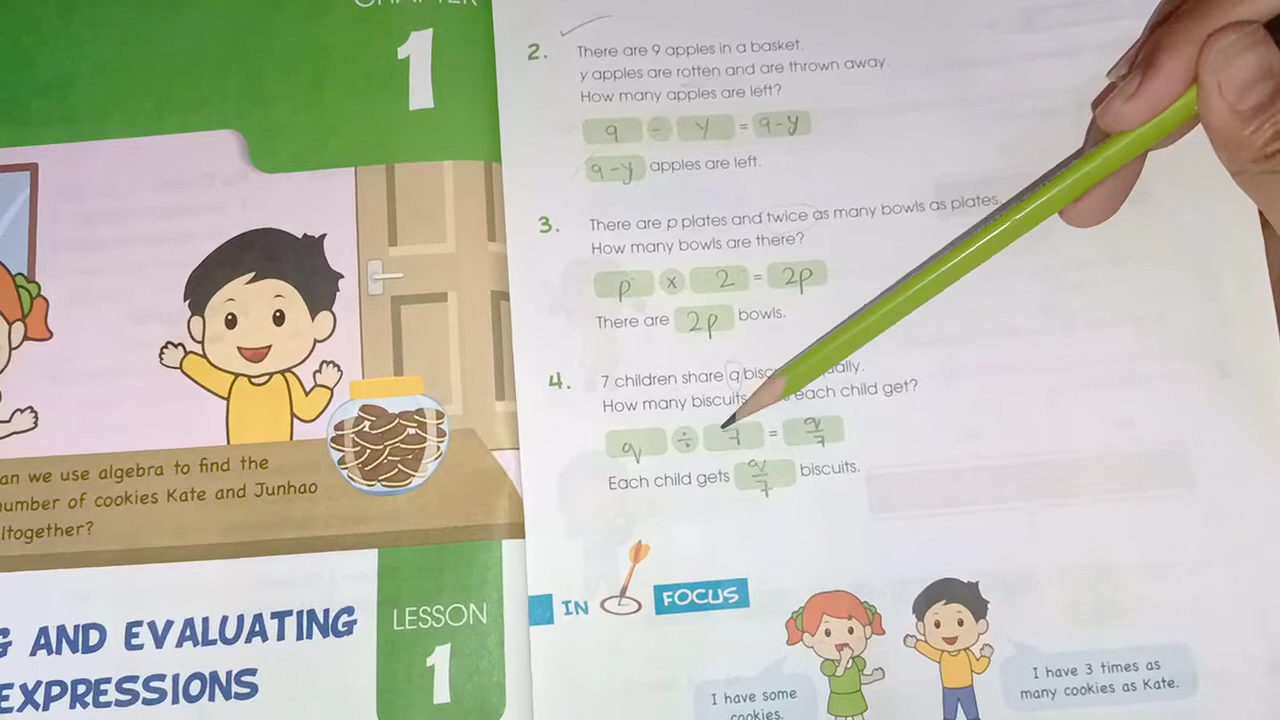 CHAPTER
1
an we use algebra to find the
umber of cookies Kate and Junhao
ltogether?
G AND EVALUATING
EXPRESSIONS
LESSON
1
2. There are 9 apples in a basket.
y apples are rotten and are thrown away.
How many apples are left?
9 - y = 9-y
9-y apples are left.
3. There are p plates and twice as many bowls as plates.
How many bowls are there?
p × 2 = 2p
There are 2p bowls.
4. 7 children share q ally.
How many biscuits each child get?
q ÷ 7 = q/7
Each child gets q/7 biscuits.
IN FOCUS
I have some
cookies.
I have 3 times as
many cookies as Kate.